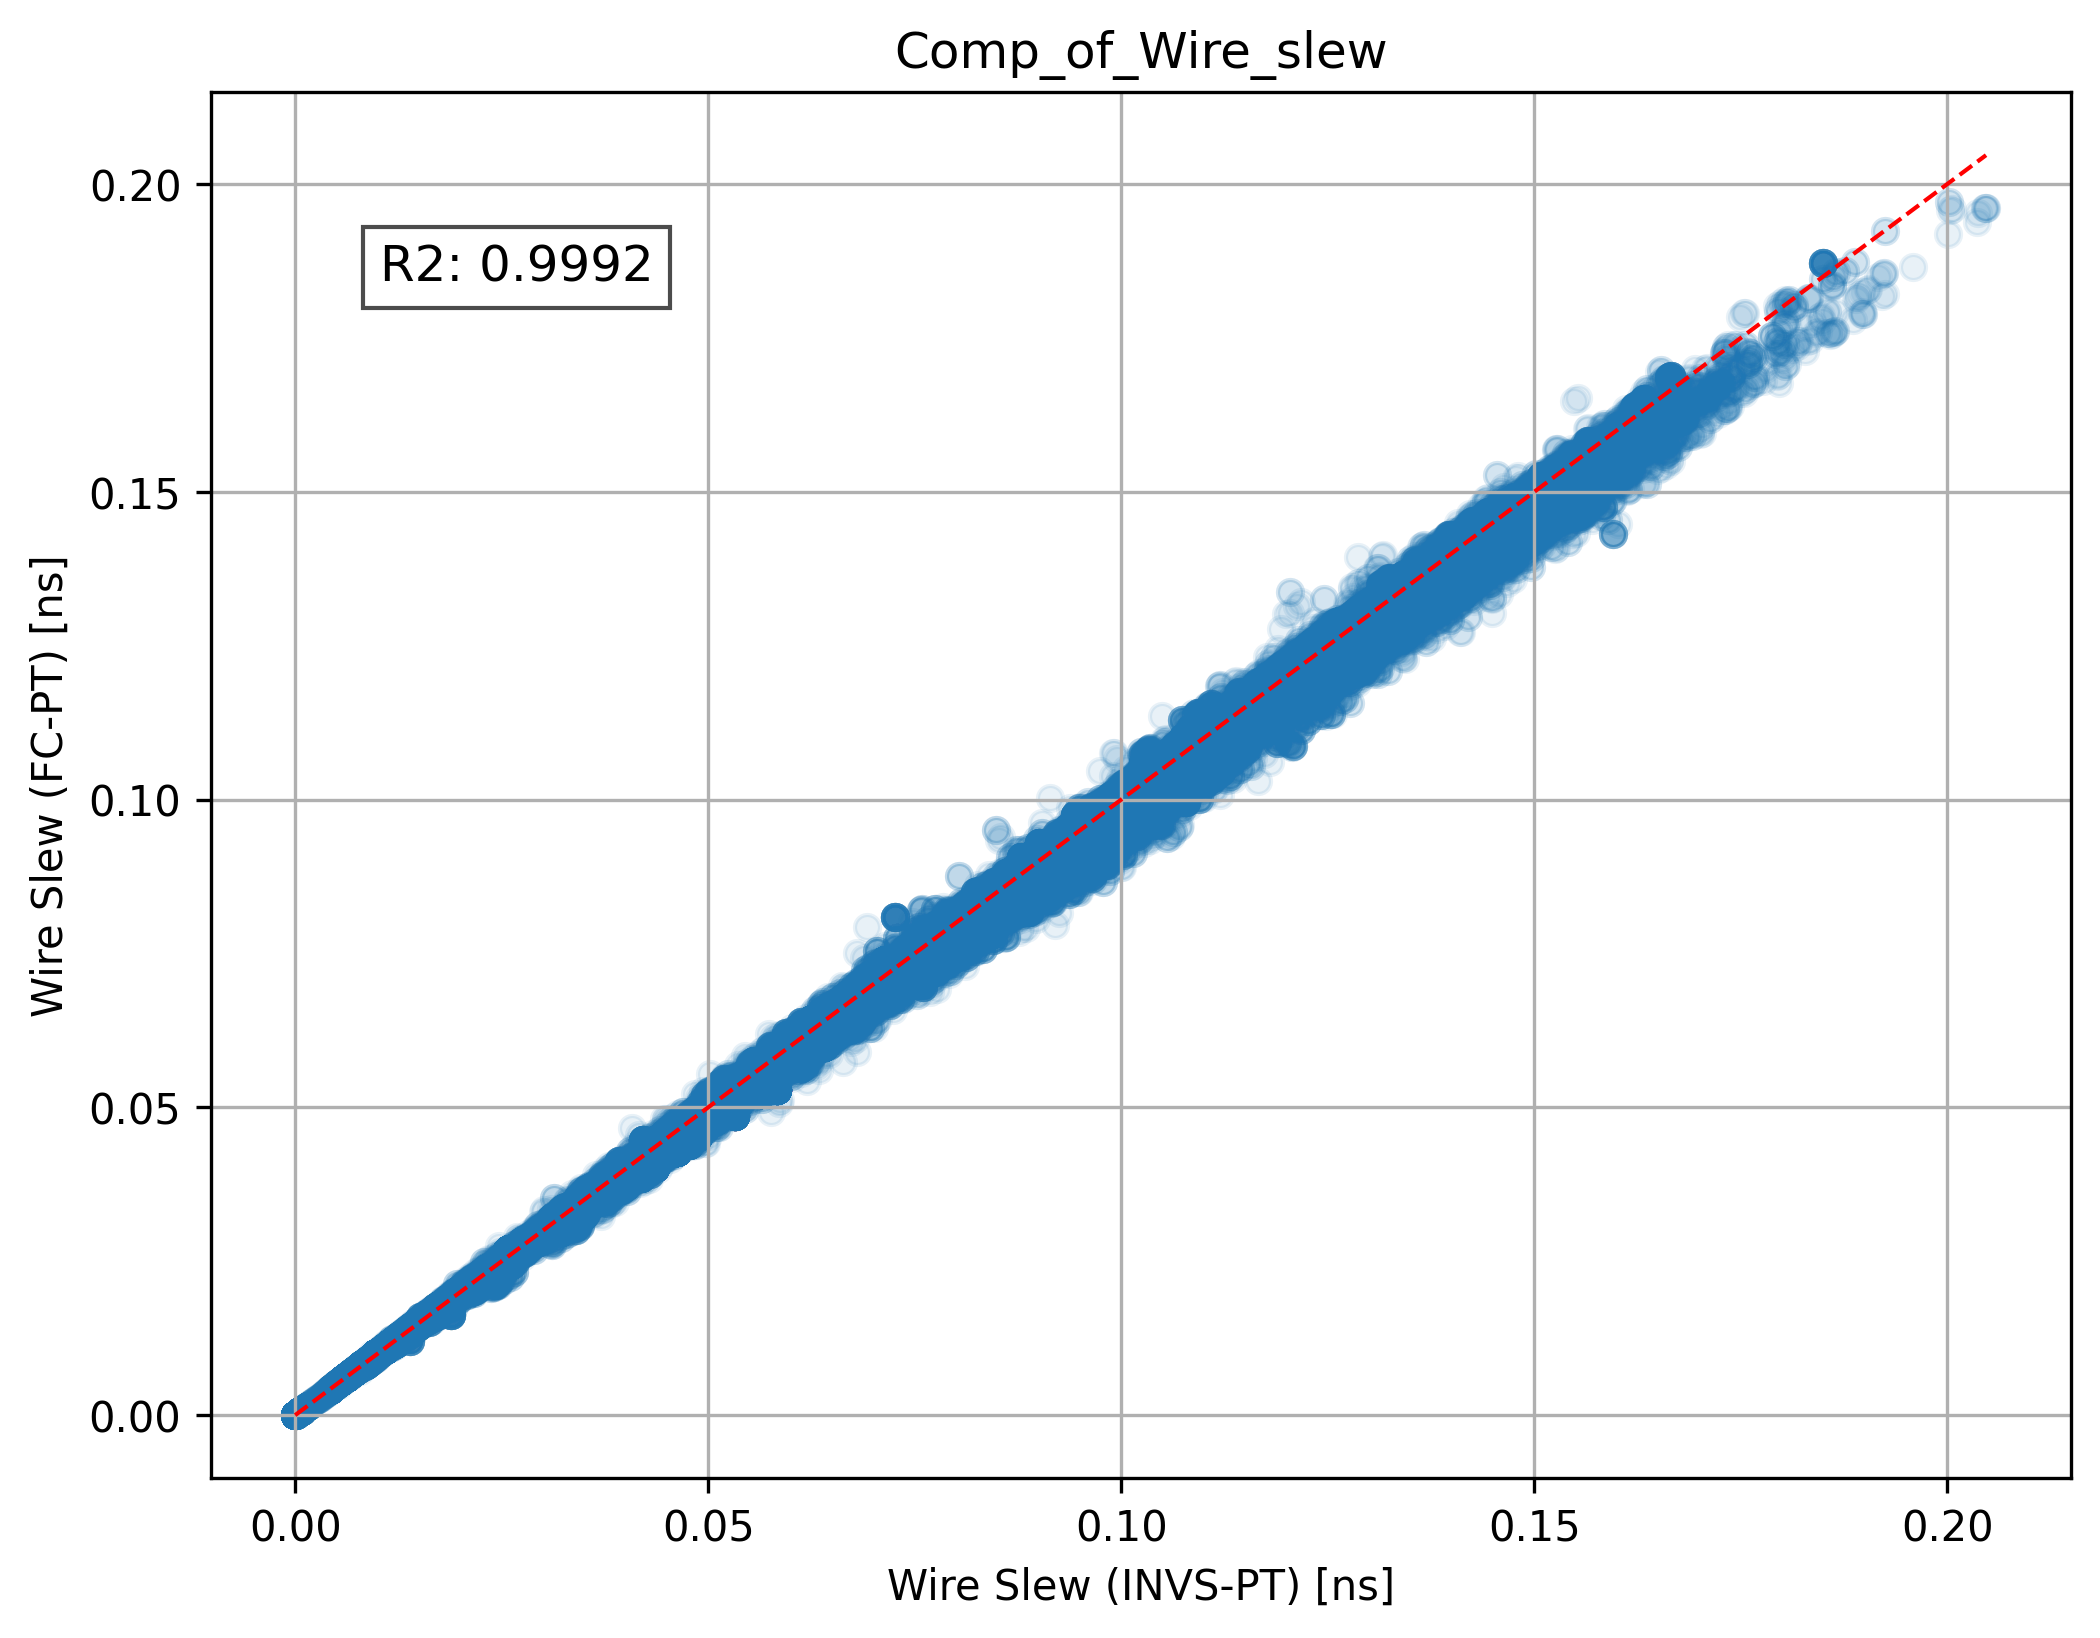 Comp_of_Wire_slew
R2: 0.9992
Wire Slew (FC-PT) [ns]
0.20
0.15
0.10
0.05
0.00
0.00 0.05 0.10 0.15 0.20
Wire Slew (INVS-PT) [ns]